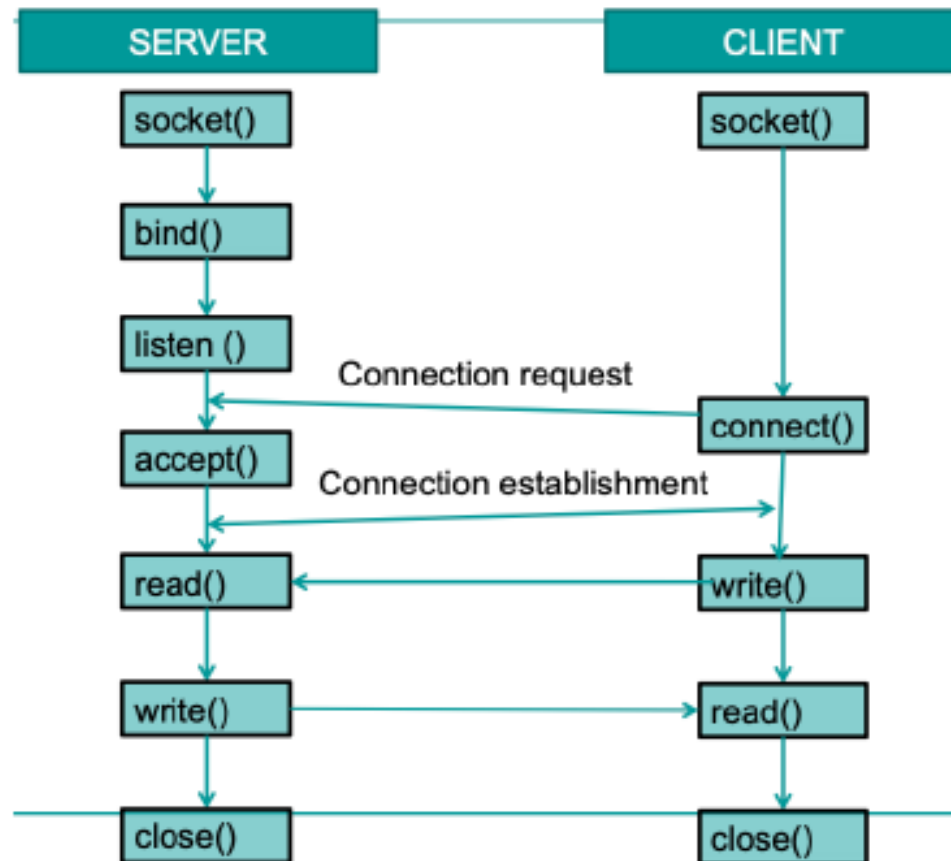 SERVER
CLIENT
socket()
socket()
bind()
listen ()
Connection request
connect()
accept()
Connection establishment
read()
write()
write()
read()
close()
close()